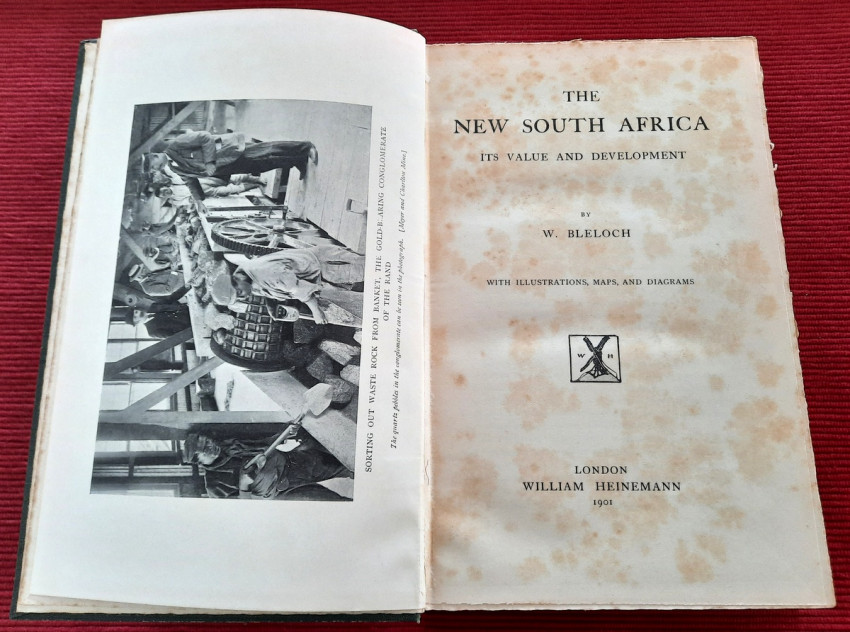 SORTING OUT WASTE ROCK FROM BANKET, THE GOLD-B ARING CONGLOMERATE
OF THE RAND
The quartz pebbles in the conglomerate can be seen in the photograph. [Meyer and Charlton Mine.]
THE
NEW SOUTH AFRICA
ITS VALUE AND DEVELOPMENT
BY
W. BLELOCH
WITH ILLUSTRATIONS, MAPS, AND DIAGRAMS
W H
LONDON
WILLIAM HEINEMANN
1901